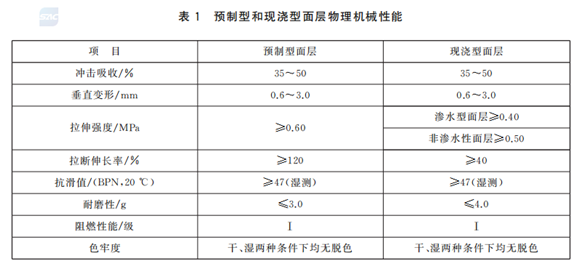 表 1 预制型和现浇型面层物理机械性能
项 目 预制型面层 现浇型面层
冲击吸收/% 35～50 35～50
垂直变形/mm 0.6～3.0 0.6～3.0
拉伸强度/MPa ≥0.60 渗水型面层≥0.40
非渗水性面层≥0.50
拉断伸长率/% ≥120 ≥40
抗滑值/(BPN,20 ℃) ≥47(湿测) ≥47(湿测)
耐磨性/g ≤3.0 ≤4.0
阻燃性能/级 Ⅰ Ⅰ
色牢度 干、湿两种条件下均无脱色 干、湿两种条件下均无脱色